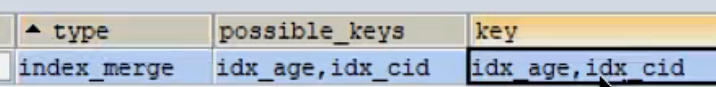 type possible_keys key
index_merge idx_age,idx_cid idx_age,idx_cid